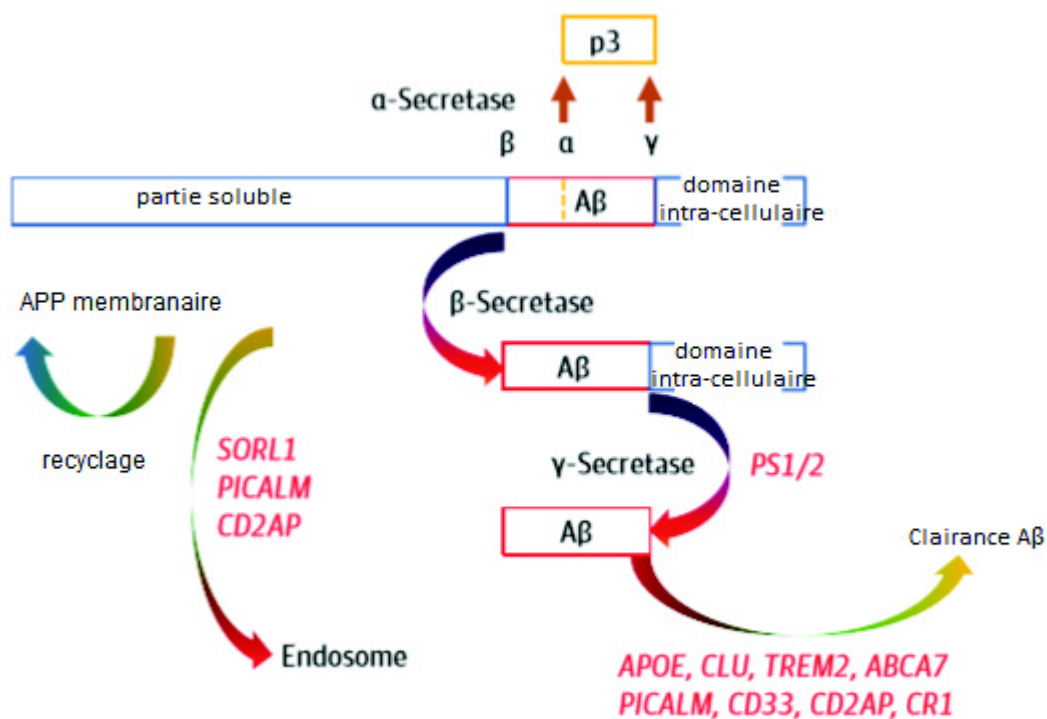 p3
α-Secretase
β α γ
partie soluble
Aβ
domaine
intra-cellulaire
APP membranaire
β-Secretase
Aβ
domaine
intra-cellulaire
recyclage
SORL1
PICALM
CD2AP
γ-Secretase
PS1/2
Aβ
Clairance Aβ
Endosome
APOE, CLU, TREM2, ABCA7
PICALM, CD33, CD2AP, CR1